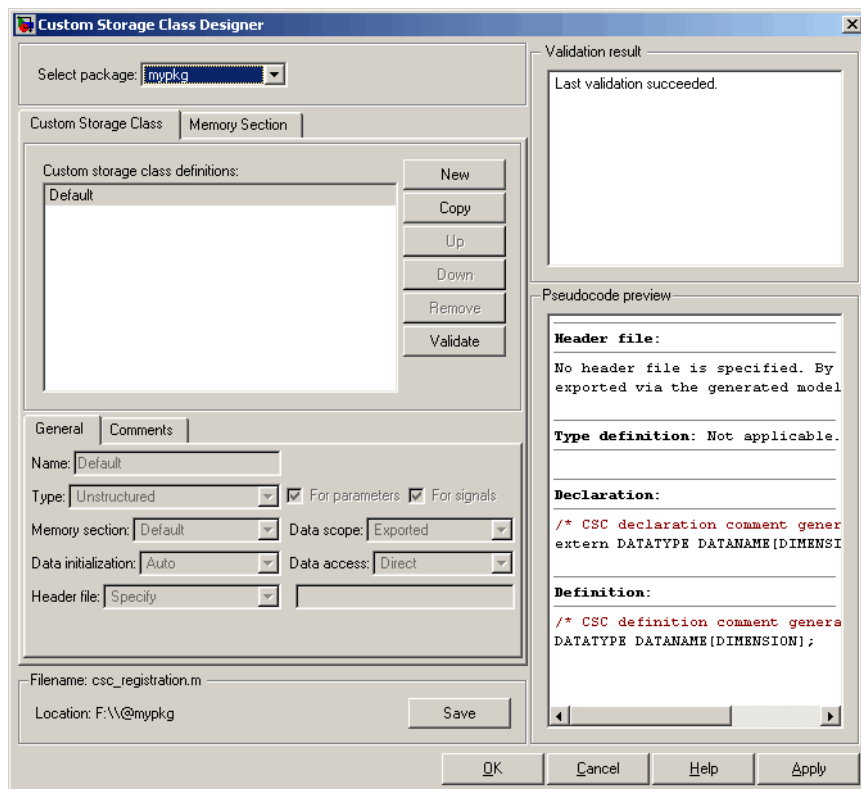 Custom Storage Class Designer
Select package: mypkg
Custom Storage Class
Memory Section
Custom storage class definitions:
Default
New
Copy
Up
Down
Remove
Validate
General
Comments
Name: Default
Type: Unstructured
For parameters
For signals
Memory section: Default
Data scope: Exported
Data initialization: Auto
Data access: Direct
Header file: Specify
Filename: csc_registration.m
Location: F:\\@mypkg
Save
Validation result
Last validation succeeded.
Pseudocode preview
Header file:
No header file is specified. By
exported via the generated model
Type definition: Not applicable.
Declaration:
/* CSC declaration comment gener
extern DATATYPE DATANAME[DIMENSI
Definition:
/* CSC definition comment genera
DATATYPE DATANAME[DIMENSION];
OK
Cancel
Help
Apply